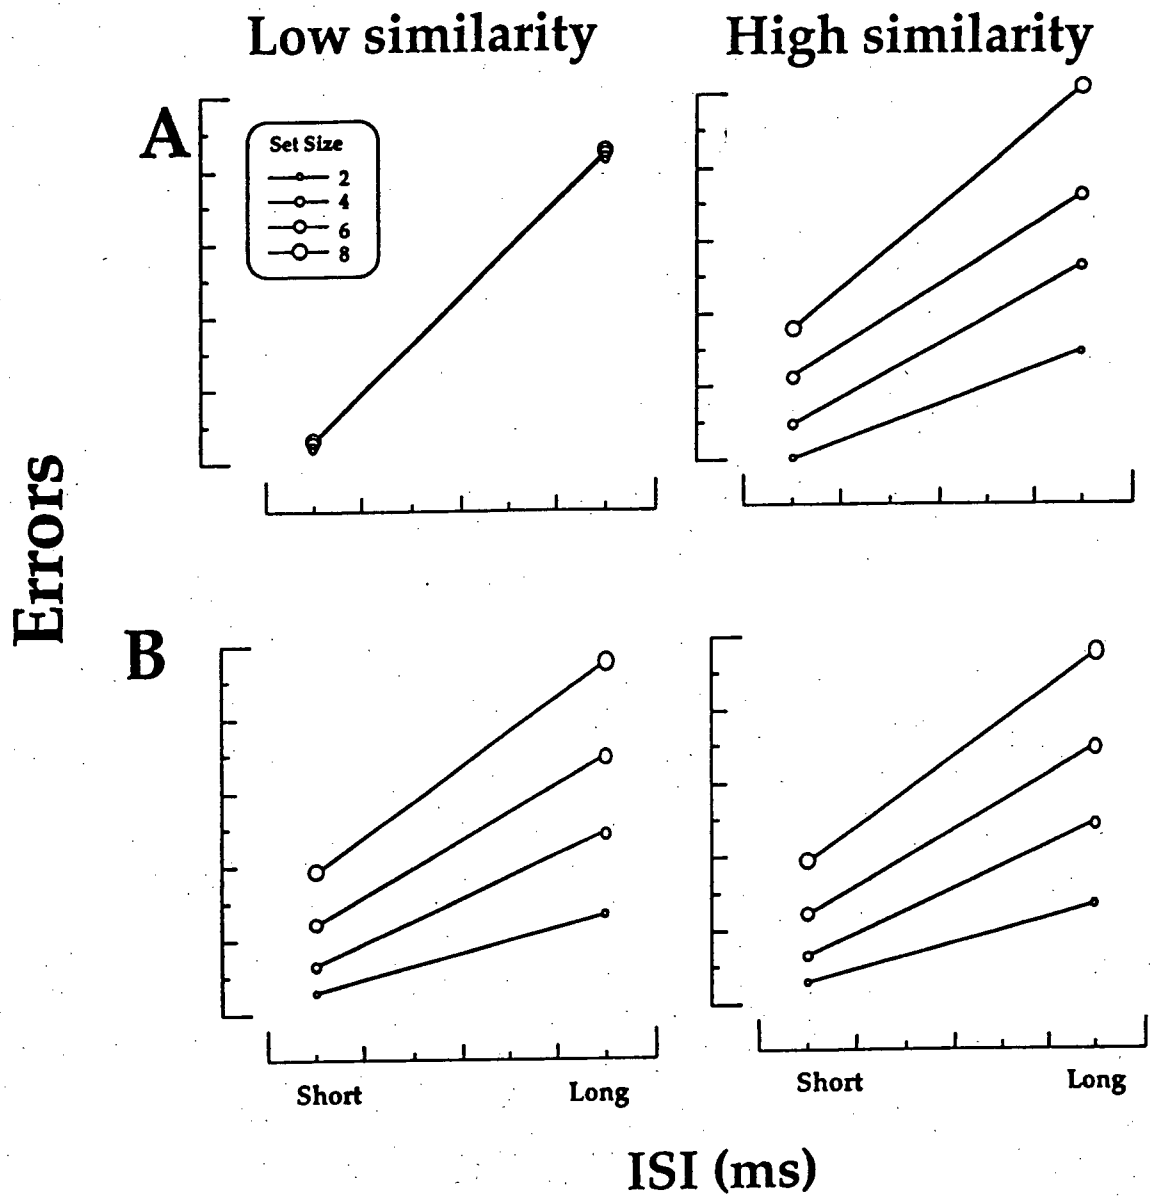 Low similarity
High similarity
A
Set Size
2
4
6
8
Errors
B
Short
Long
Short
Long
ISI (ms)